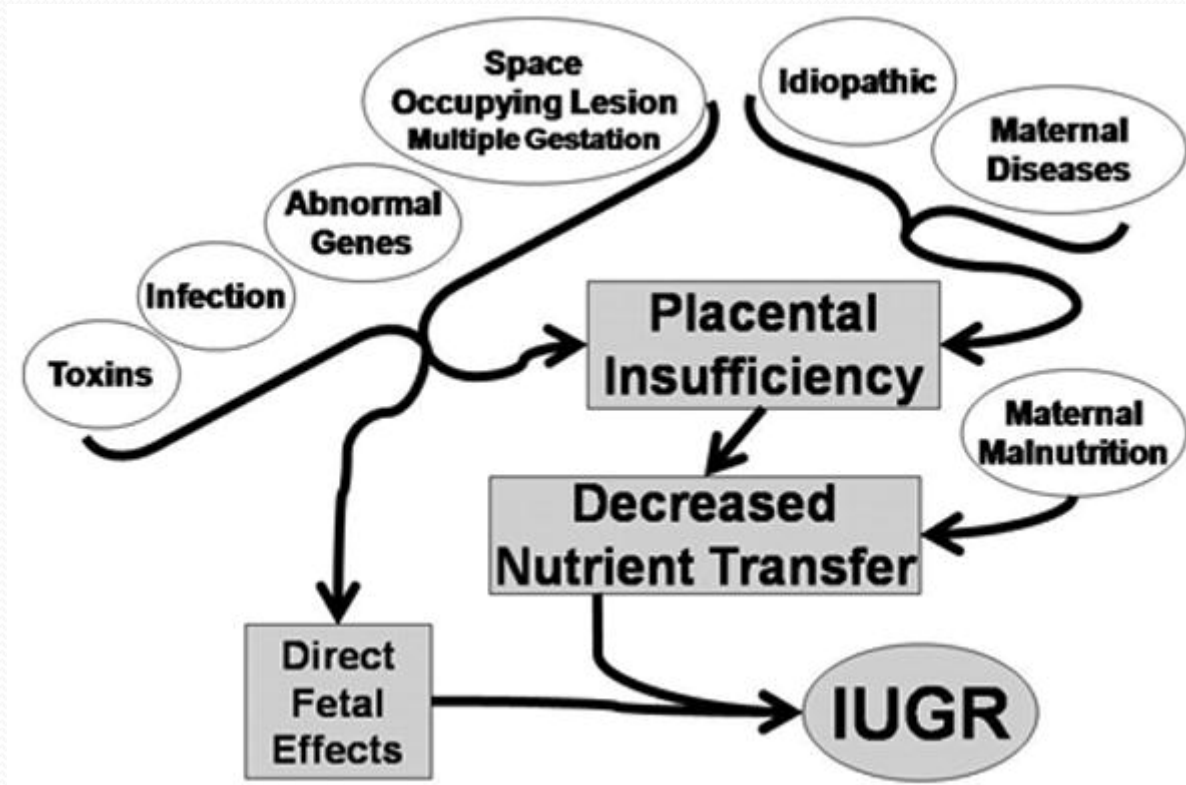 Space
Occupying Lesion
Multiple Gestation
Idiopathic
Maternal
Diseases
Abnormal
Genes
Infection
Toxins
Placental
Insufficiency
Maternal
Malnutrition
Decreased
Nutrient Transfer
Direct
Fetal
Effects
IUGR